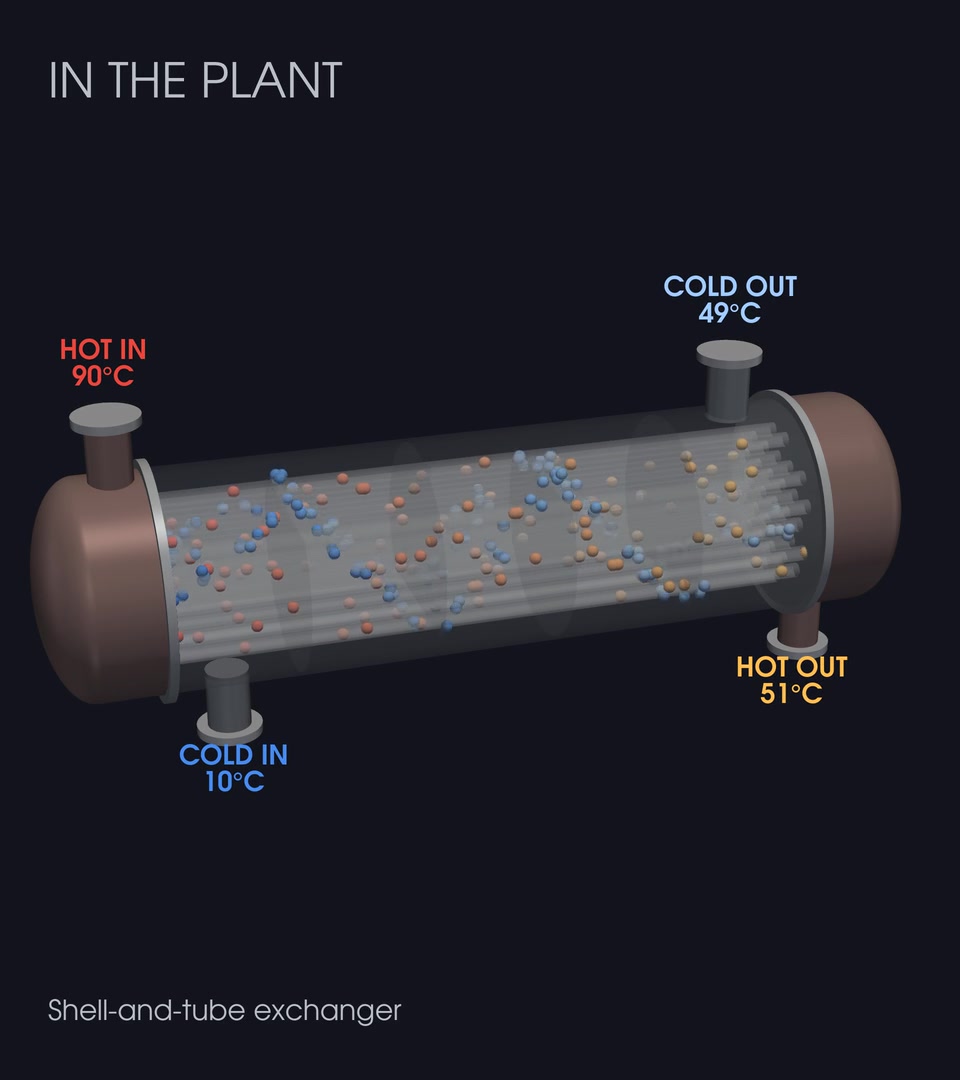 IN THE PLANT
COLD OUT
49°C
HOT IN
90°C
HOT OUT
51°C
COLD IN
10°C
Shell-and-tube exchanger